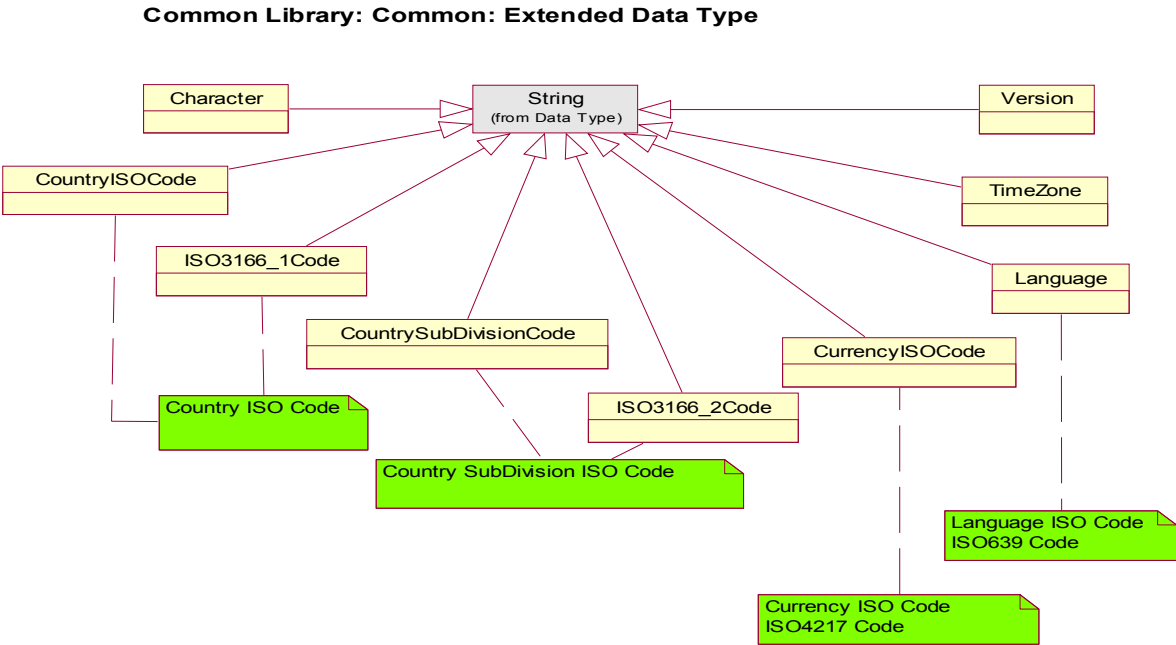 Common Library: Common: Extended Data Type
Character
String
(from Data Type)
Version
CountryISOCode
TimeZone
ISO3166_1Code
Language
CountrySubDivisionCode
CurrencyISOCode
Country ISO Code
ISO3166_2Code
Country SubDivision ISO Code
Language ISO Code
ISO639 Code
Currency ISO Code
ISO4217 Code